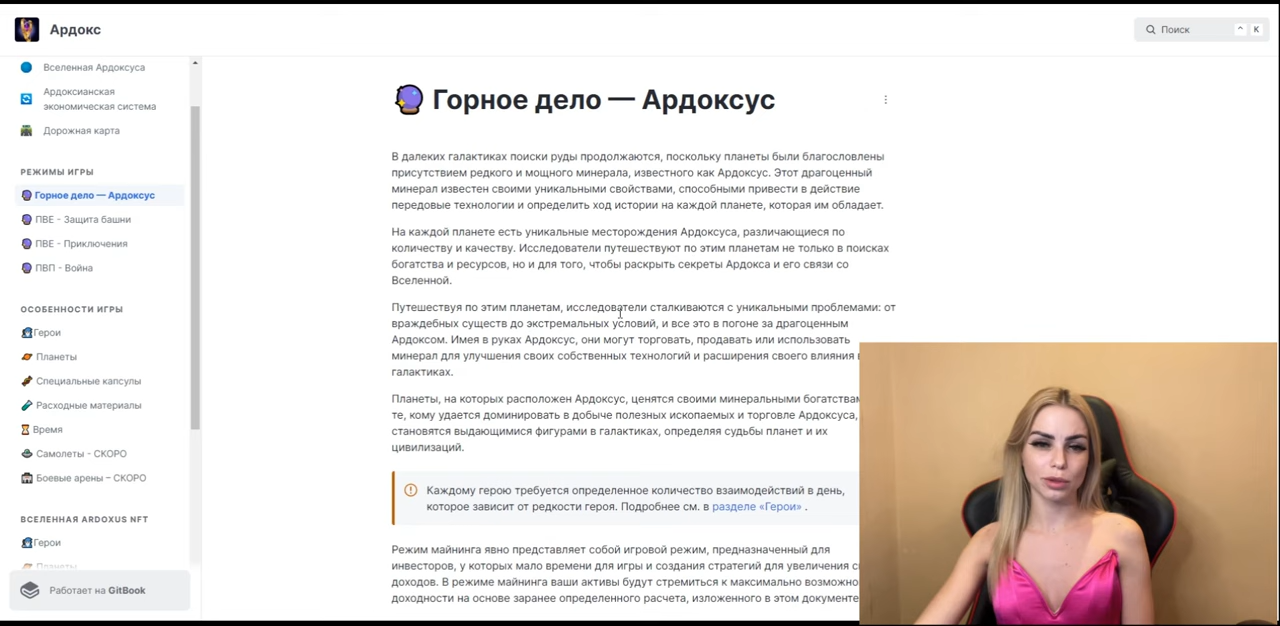 Ардокс
Поиск
^ K
Вселенная Ардоксуса
Ардоксианская
экономическая система
Дорожная карта
РЕЖИМЫ ИГРЫ
Горное дело — Ардоксус
ПВЕ - Защита башни
ПВЕ - Приключения
ПВП - Война
ОСОБЕННОСТИ ИГРЫ
Герои
Планеты
Специальные капсулы
Расходные материалы
Время
Самолеты - СКОРО
Боевые арены – СКОРО
ВСЕЛЕННАЯ ARDOXUS NFT
Герои
Планеты
Работает на GitBook
Горное дело — Ардоксус
В далеких галактиках поиски руды продолжаются, поскольку планеты были благословлены
присутствием редкого и мощного минерала, известного как Ардоксус. Этот драгоценный
минерал известен своими уникальными свойствами, способными привести в действие
передовые технологии и определить ход истории на каждой планете, которая им обладает.
На каждой планете есть уникальные месторождения Ардоксуса, различающиеся по
количеству и качеству. Исследователи путешествуют по этим планетам не только в поисках
богатства и ресурсов, но и для того, чтобы раскрыть секреты Ардокса и его связи со
Вселенной.
Путешествуя по этим планетам, исследователи сталкиваются с уникальными проблемами: от
враждебных существ до экстремальных условий, и все это в погоне за драгоценным
Ардоксом. Имея в руках Ардоксус, они могут торговать, продавать или использовать
минерал для улучшения своих собственных технологий и расширения своего влияния
галактиках.
Планеты, на которых расположен Ардоксус, ценятся своими минеральными богатствам
те, кому удается доминировать в добыче полезных ископаемых и торговле Ардоксуса,
становятся выдающимися фигурами в галактиках, определяя судьбы планет и их
цивилизаций.
Каждому герою требуется определенное количество взаимодействий в день,
которое зависит от редкости героя. Подробнее см. в разделе «Герои» .
Режим майнинга явно представляет собой игровой режим, предназначенный для
инвесторов, у которых мало времени для игры и создания стратегий для увеличения
доходов. В режиме майнинга ваши активы будут стремиться к максимально возможно
доходности на основе заранее определенного расчета, изложенного в этом документе